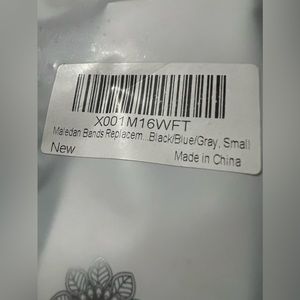 X001M16WFT
Maledan Bands Replacem...Black/Blue/Gray, Small
New
Made in China